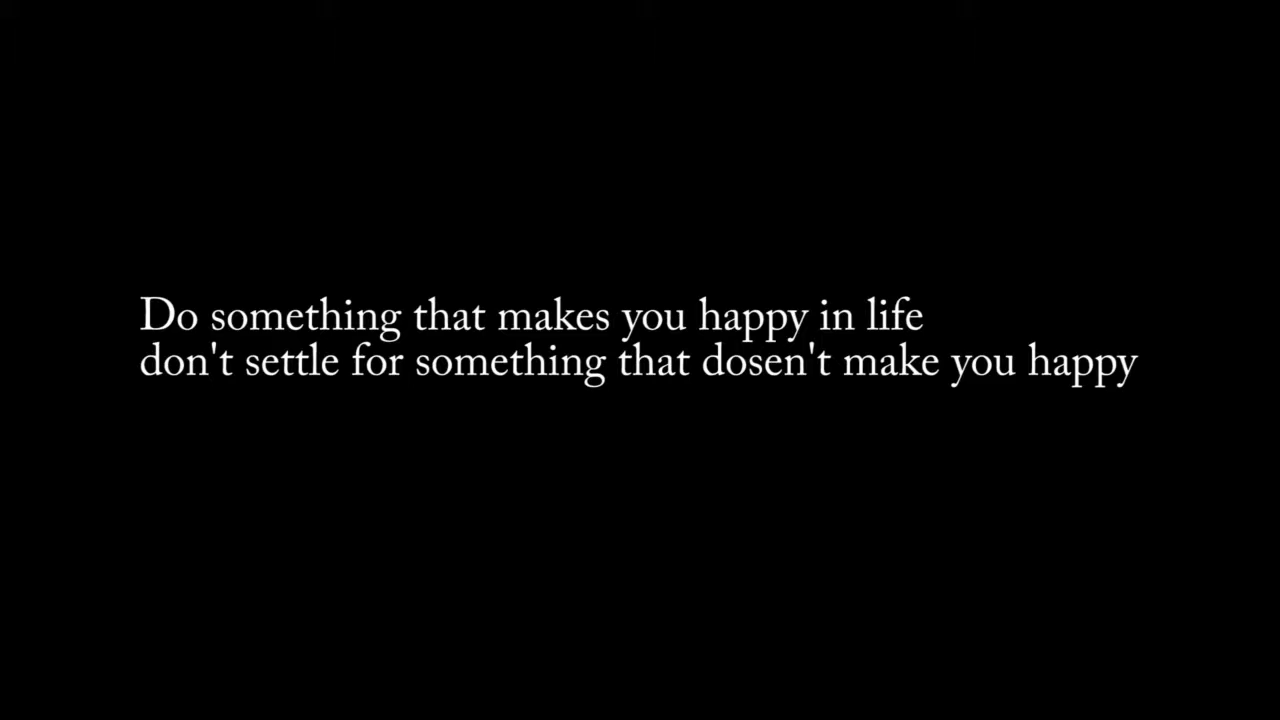 Do something that makes you happy in life
don't settle for something that dosen't make you happy